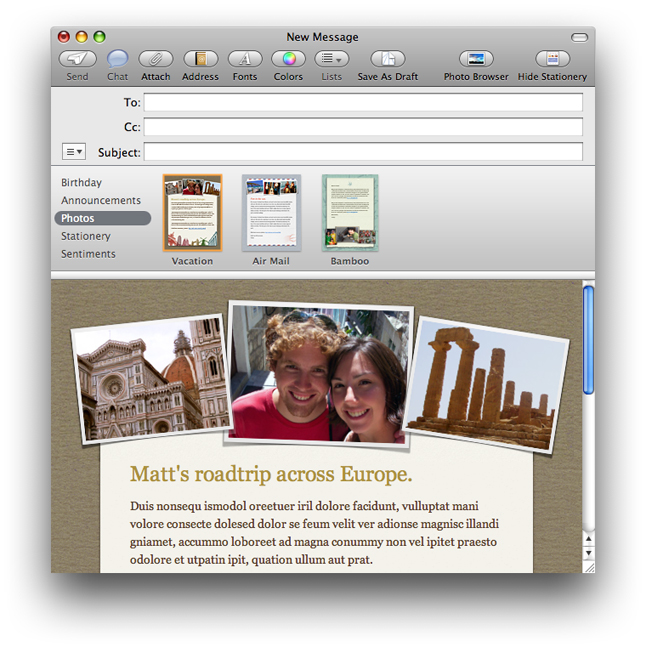 New Message
Send Chat Attach Address Fonts Colors Lists Save As Draft Photo Browser Hide Stationery
To:
Cc:
Subject:
Birthday
Announcements
Photos
Stationery
Sentiments
Vacation Air Mail Bamboo
Matt's roadtrip across Europe.
Duis nonsequ ismodol oreetuer iril dolore facidunt, vulluptat mani
volore consecte dolesed dolor se feum velit ver adionse magnisc illandi
gniamet, accummo loboreet ad magna conummy non vel ipitet praesto
odolore et utpatin ipit, quation ullum aut prat.